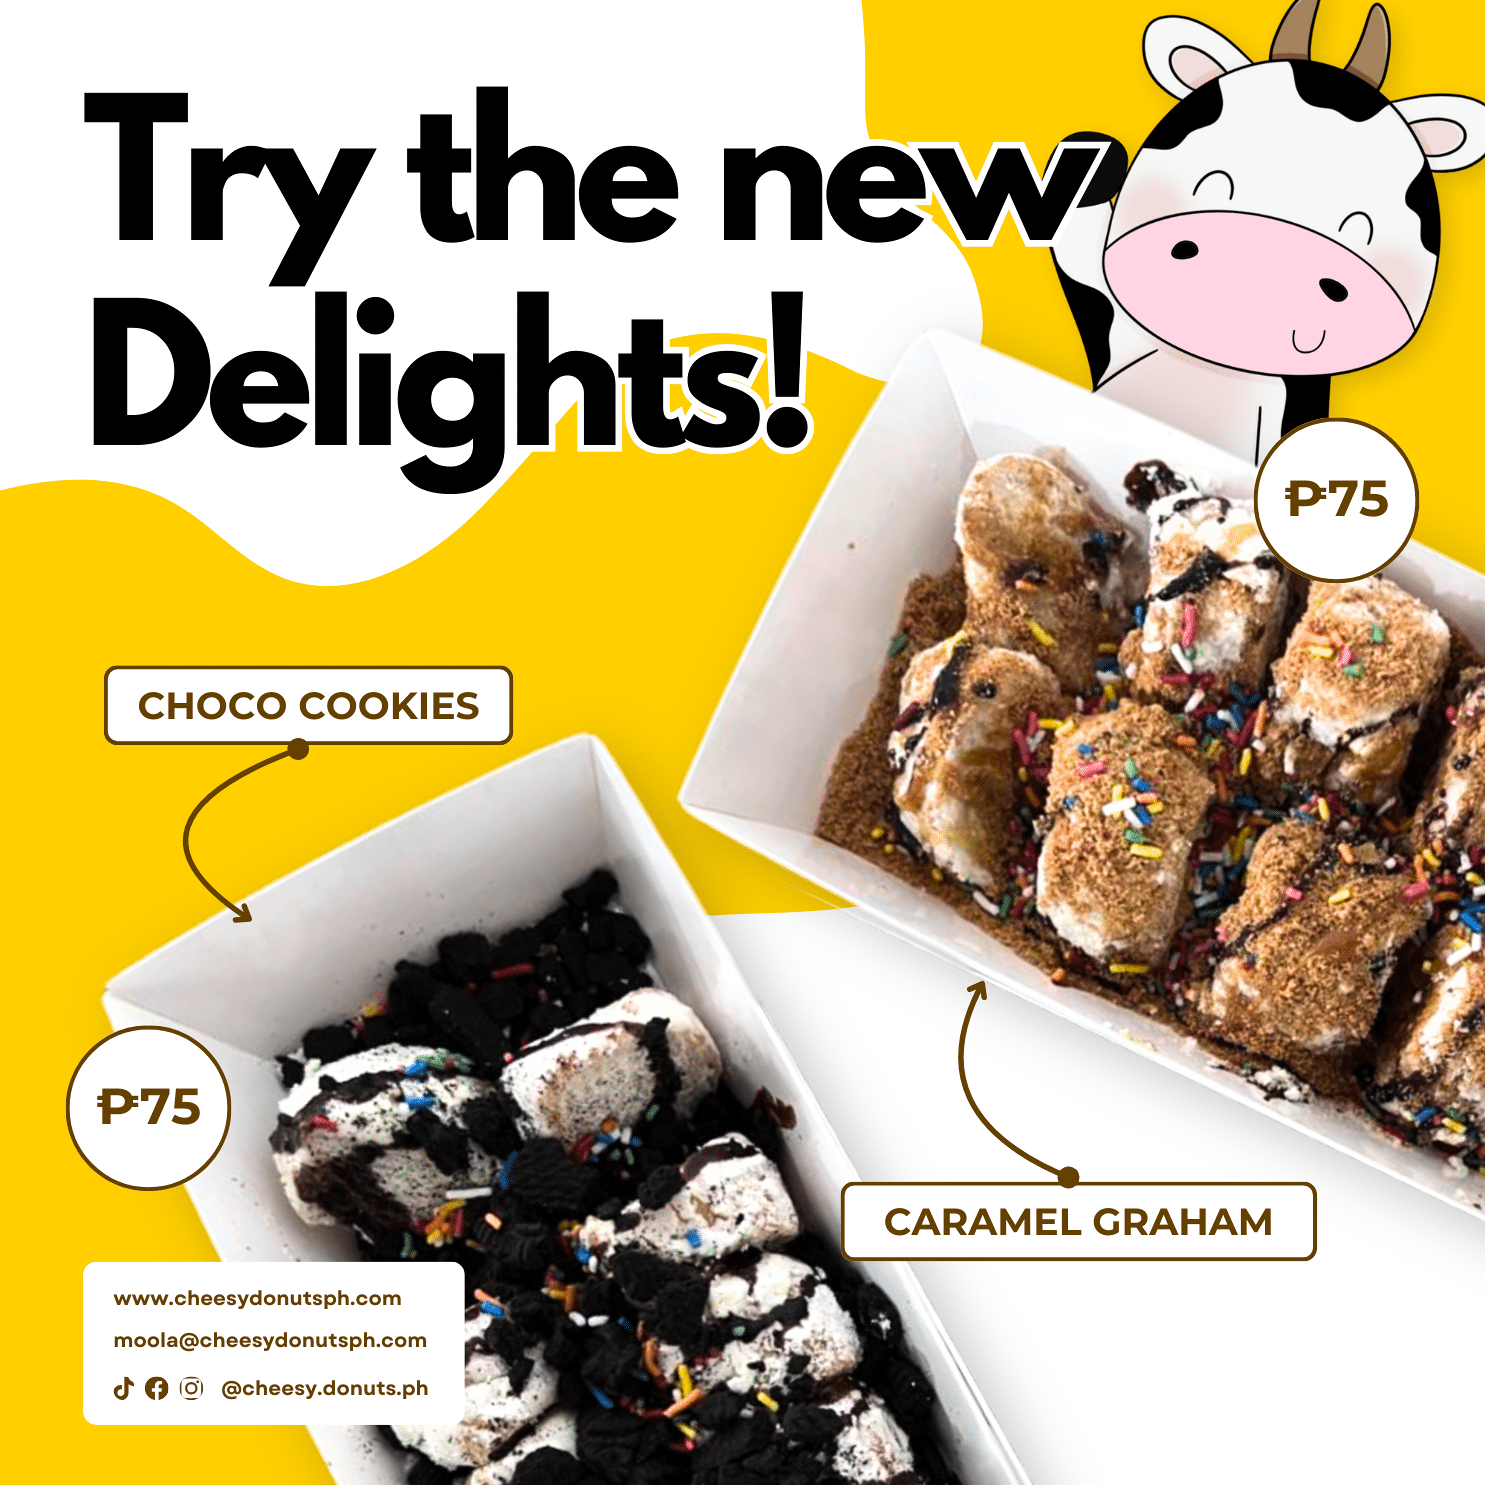 Try the new
Delights!
₱75
CHOCO COOKIES
₱75
CARAMEL GRAHAM
www.cheesydonutsph.com
moola@cheesydonutsph.com
@cheesy.donuts.ph